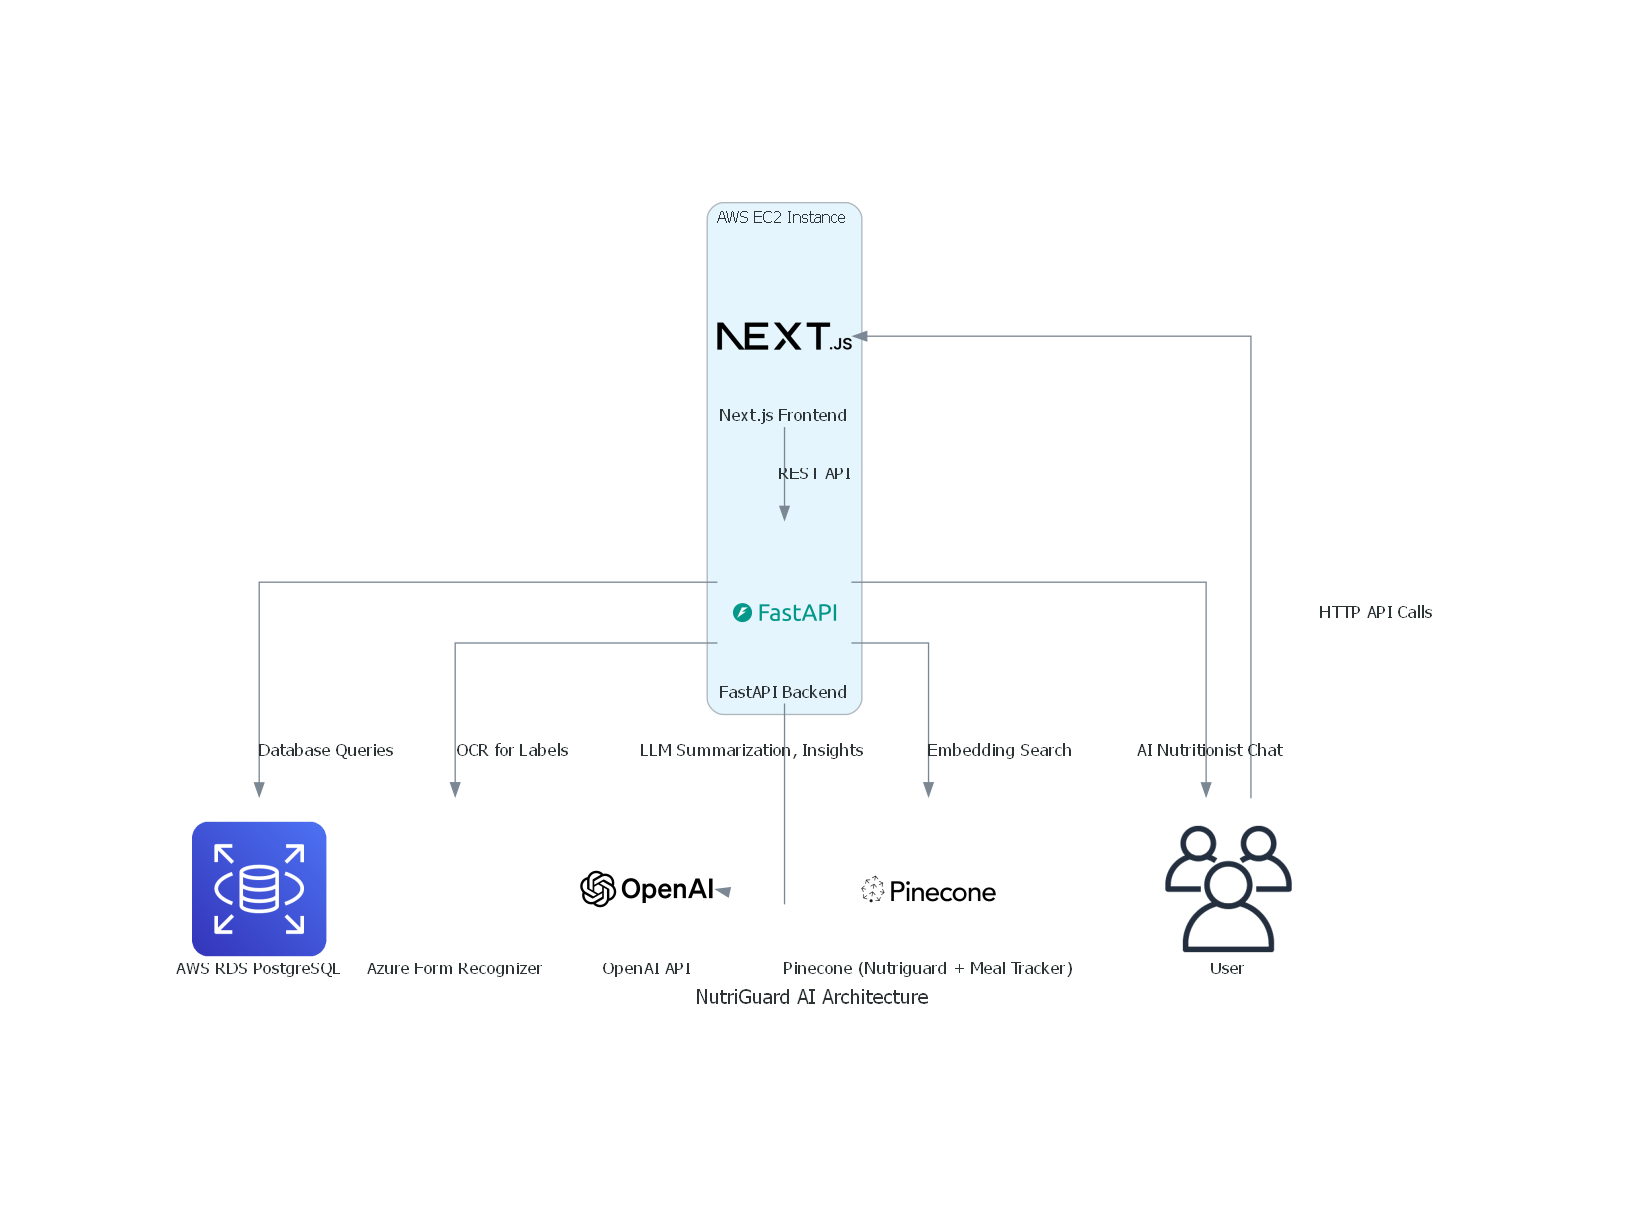 AWS EC2 Instance
NEXT.JS
Next.js Frontend
REST API
FastAPI
HTTP API Calls
FastAPI Backend
Database Queries
OCR for Labels
LLM Summarization, Insights
Embedding Search
AI Nutritionist Chat
OpenAI
Pinecone
AWS RDS PostgreSQL
Azure Form Recognizer
OpenAI API
Pinecone (Nutriguard + Meal Tracker)
User
NutriGuard AI Architecture